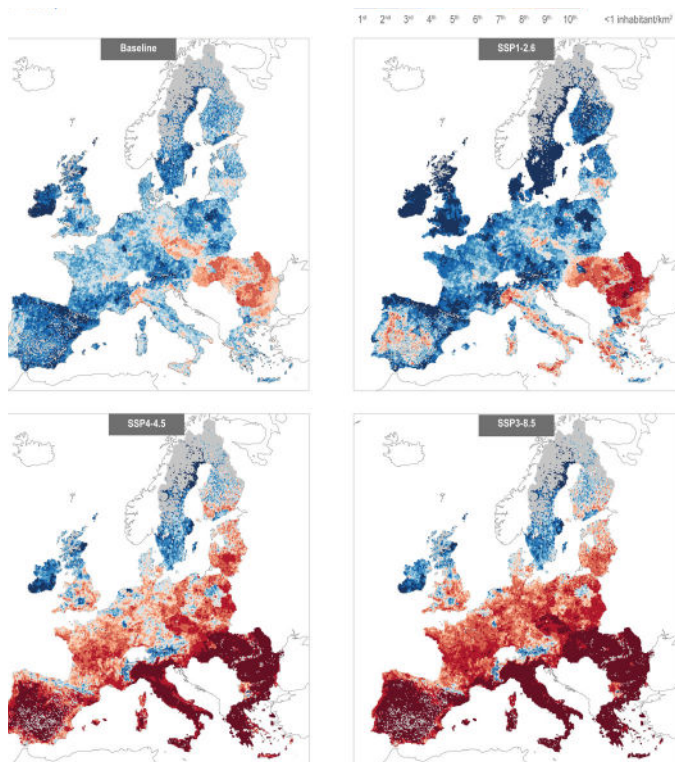 1st 2nd 3rd 4th 5th 6th 7th 8th 9th 10th <1 inhabitant/km²
Baseline
SSP1-2.6
SSP4-4.5
SSP3-8.5